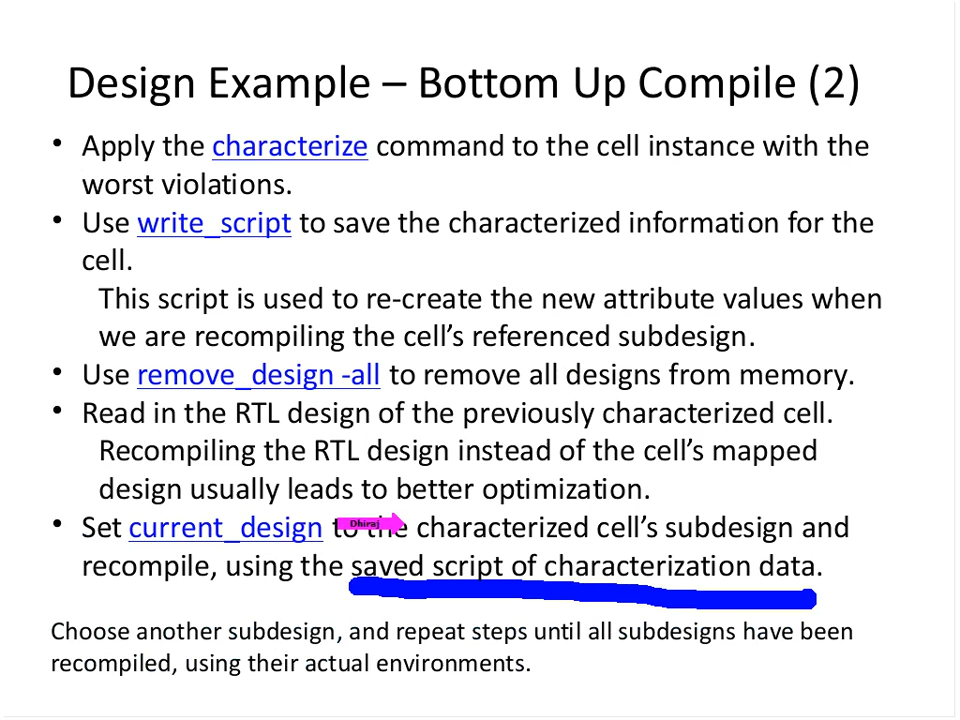 Design Example – Bottom Up Compile (2)
• Apply the characterize command to the cell instance with the
worst violations.
• Use write_script to save the characterized information for the
cell.
This script is used to re-create the new attribute values when
we are recompiling the cell’s referenced subdesign.
• Use remove_design -all to remove all designs from memory.
• Read in the RTL design of the previously characterized cell.
Recompiling the RTL design instead of the cell’s mapped
design usually leads to better optimization.
• Set current_design to the characterized cell’s subdesign and
Dhiraj
recompile, using the saved script of characterization data.
Choose another subdesign, and repeat steps until all subdesigns have been
recompiled, using their actual environments.